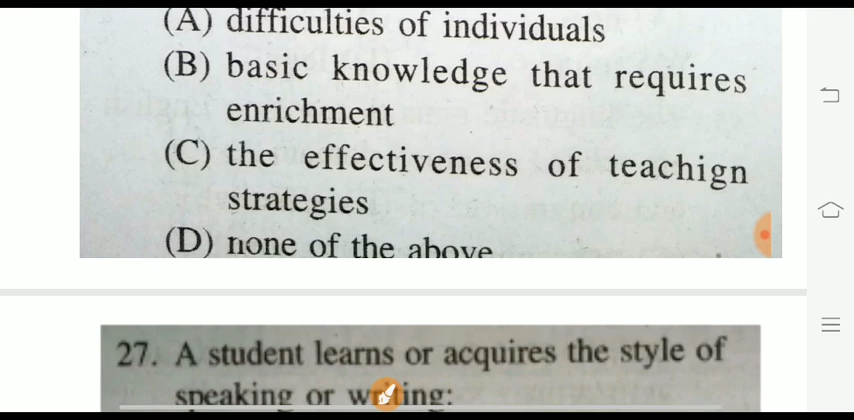 (A) difficulties of individuals
(B) basic knowledge that requires
enrichment
(C) the effectiveness of teachign
strategies
(D) none of the above
27. A student learns or acquires the style of
speaking or writing: